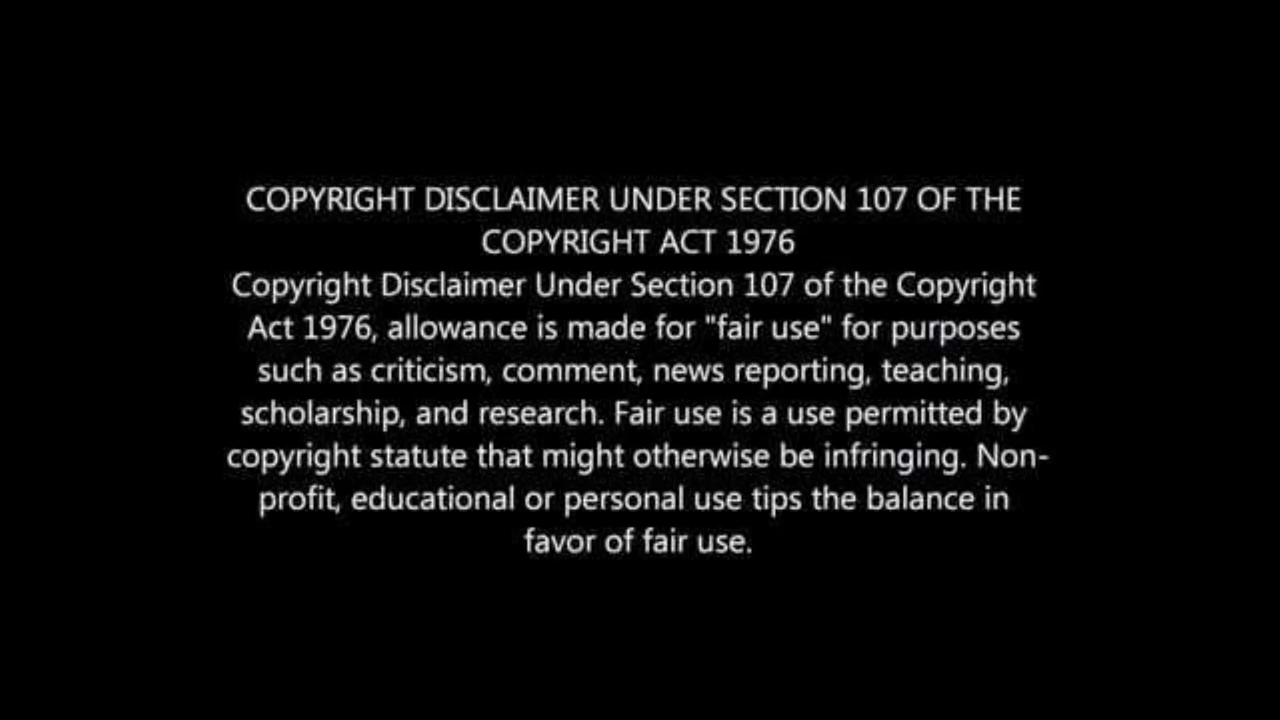 COPYRIGHT DISCLAIMER UNDER SECTION 107 OF THE
COPYRIGHT ACT 1976
Copyright Disclaimer Under Section 107 of the Copyright
Act 1976, allowance is made for "fair use" for purposes
such as criticism, comment, news reporting, teaching,
scholarship, and research. Fair use is a use permitted by
copyright statute that might otherwise be infringing. Non-
profit, educational or personal use tips the balance in
favor of fair use.